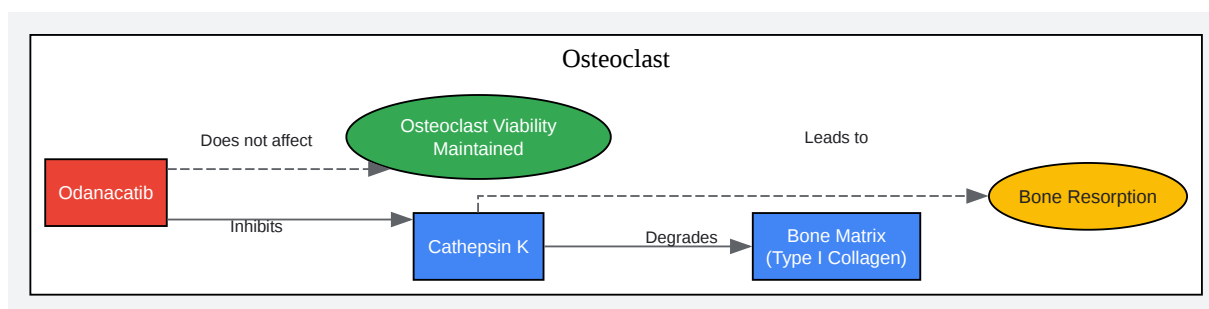 Osteoclast
Does not affect
Osteoclast Viability
Maintained
Leads to
Odanacatib
Bone Resorption
Inhibits
Cathepsin K
Degrades
Bone Matrix
(Type I Collagen)